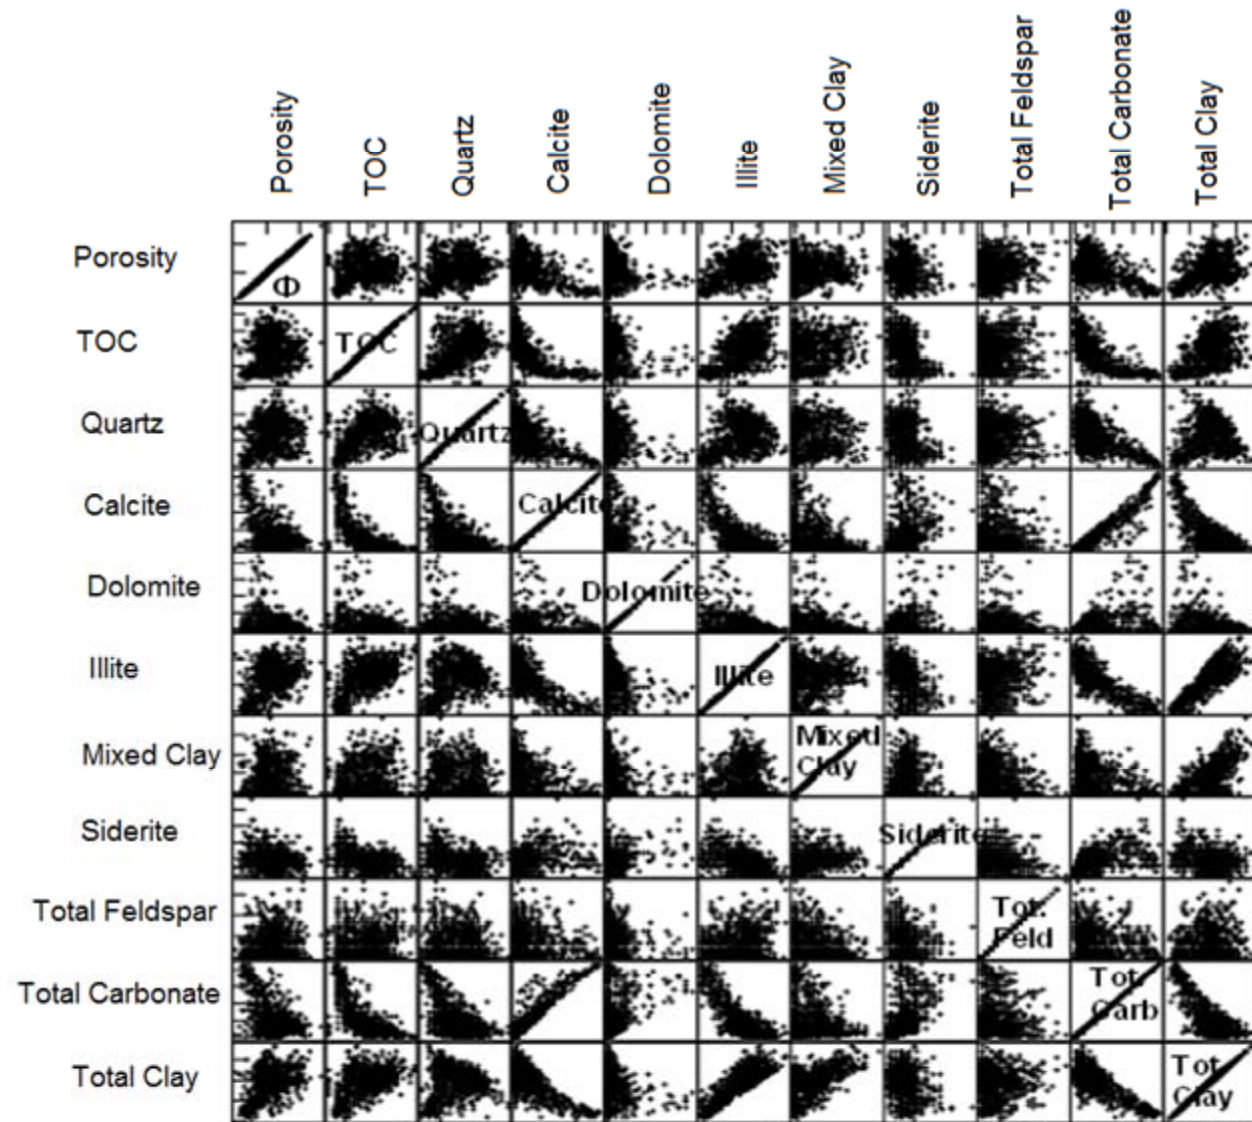 Porosity
TOC
Quartz
Calcite
Dolomite
Illite
Mixed Clay
Siderite
Total Feldspar
Total Carbonate
Total Clay
Porosity
Φ
TOC
TOC
Quartz
Quartz
Calcite
Calcite
Dolomite
Dolomite
Illite
Illite
Mixed Clay
Mixed
Clay
Siderite
Siderite
Total Feldspar
Tot.
Feld
Total Carbonate
Tot.
Carb
Total Clay
Tot.
Clay